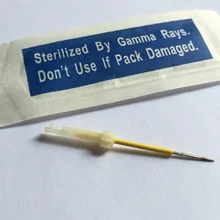 Sterilized By Gamma Rays.
Don't Use If Pack Damaged.